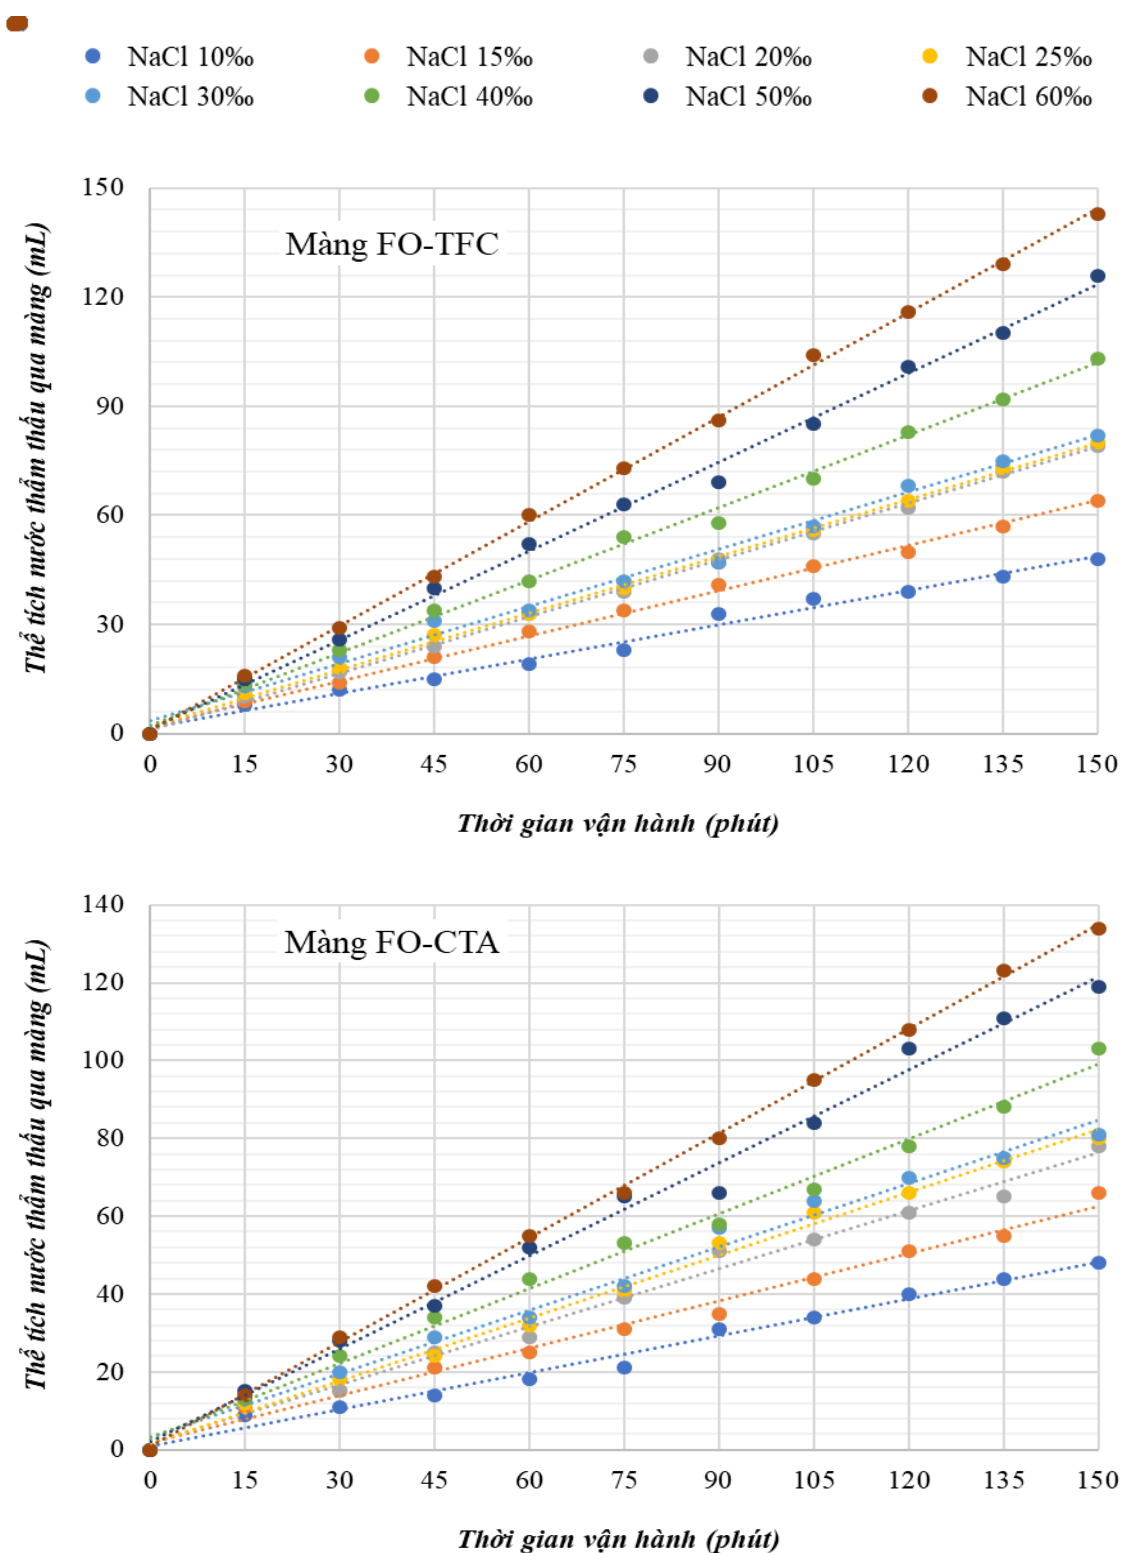 NaCl 10‰ NaCl 15‰ NaCl 20‰ NaCl 25‰
NaCl 30‰ NaCl 40‰ NaCl 50‰ NaCl 60‰
Thể tích nước thẩm thấu qua màng (mL)
150
120
90
60
30
0
Màng FO-TFC
0 15 30 45 60 75 90 105 120 135 150
Thời gian vận hành (phút)
Thể tích nước thẩm thấu qua màng (mL)
140
120
100
80
60
40
20
0
Màng FO-CTA
0 15 30 45 60 75 90 105 120 135 150
Thời gian vận hành (phút)